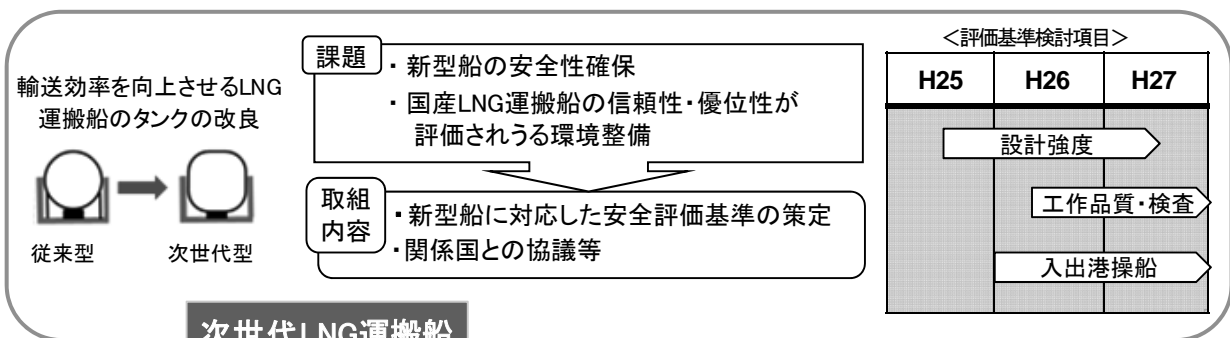 輸送効率を向上させるLNG
運搬船のタンクの改良
従来型
次世代型
課題
・新型船の安全性確保
・国産LNG運搬船の信頼性・優位性が
評価されうる環境整備
取組
内容
・新型船に対応した安全評価基準の策定
・関係国との協議等
＜評価基準検討項目＞
H25 H26 H27
設計強度
工作品質・検査
入出港操船
次世代LNG運搬船